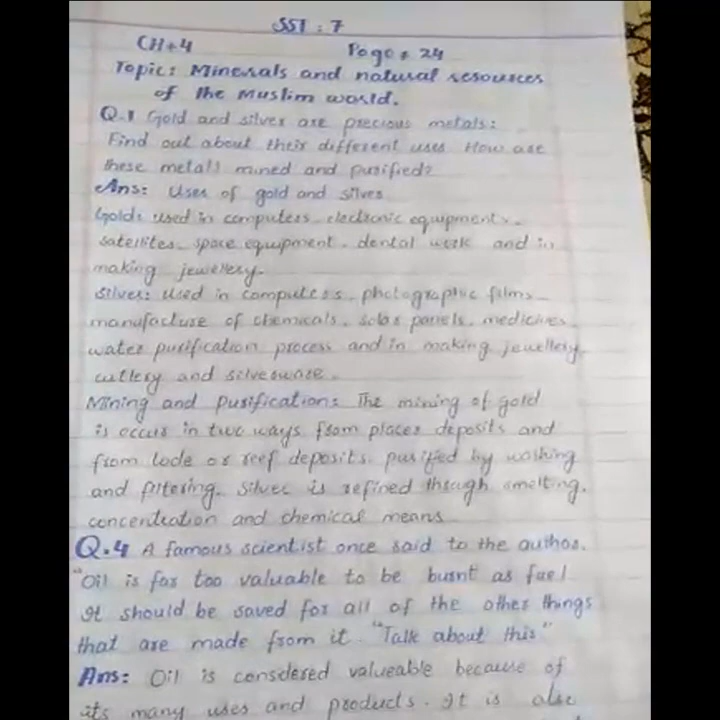 SST : 7
CH # 4 Page # 24
Topic: Minerals and natural resources
of the Muslim world.
Q.1 Gold and silver are precious metals:
Find out about their different uses How are
these metals mined and purified?
Ans: Uses of gold and silver
Gold: used in computers, electronic equipments.
satellites, space equipment, dental work and in
making jewellery.
Silver: Used in computers, photographic films
manufacture of chemicals, solar panels, medicines
water purification process and in making jewellery,
cutlery and silverware.
Mining and Purification: The mining of gold
is occurs in two ways from placer deposits and
from lode or reef deposits. purified by washing
and filtering. Silver is refined through smelting,
concentration and chemical means
Q.4 A famous scientist once said to the author.
"Oil is far too valuable to be burnt as fuel
It should be saved for all of the other things
that are made from it. "Talk about this"
Ans: Oil is consdered valueable because of
its many uses and products. It is also